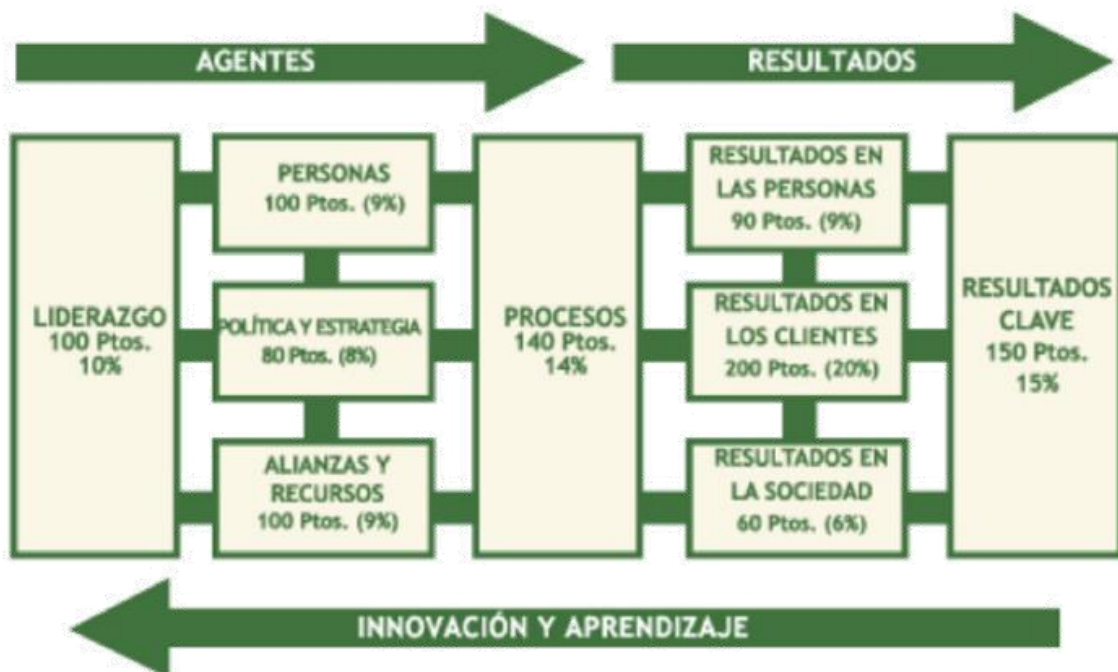 AGENTES
RESULTADOS
LIDERAZGO
100 Ptos.
10%
PERSONAS
100 Ptos. (9%)
POLÍTICA Y ESTRATEGIA
80 Ptos. (8%)
ALIANZAS Y
RECURSOS
100 Ptos. (9%)
PROCESOS
140 Ptos.
14%
RESULTADOS EN
LAS PERSONAS
90 Ptos. (9%)
RESULTADOS EN
LOS CLIENTES
200 Ptos. (20%)
RESULTADOS EN
LA SOCIEDAD
60 Ptos. (6%)
RESULTADOS
CLAVE
150 Ptos.
15%
INNOVACIÓN Y APRENDIZAJE